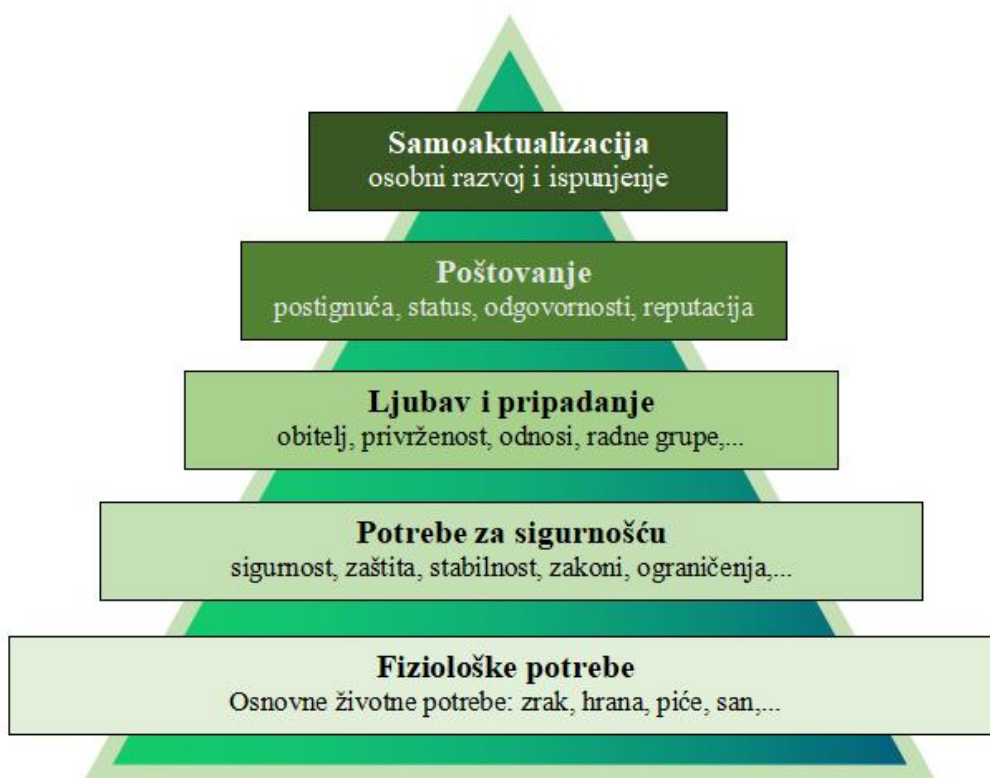 Samoaktualizacija
osobni razvoj i ispunjenje
Poštovanje
postignuća, status, odgovornosti, reputacija
Ljubav i pripadanje
obitelj, privrženost, odnosi, radne grupe,...
Potrebe za sigurnošću
sigurnost, zaštita, stabilnost, zakoni, ograničenja,...
Fiziološke potrebe
Osnovne životne potrebe: zrak, hrana, piće, san,...